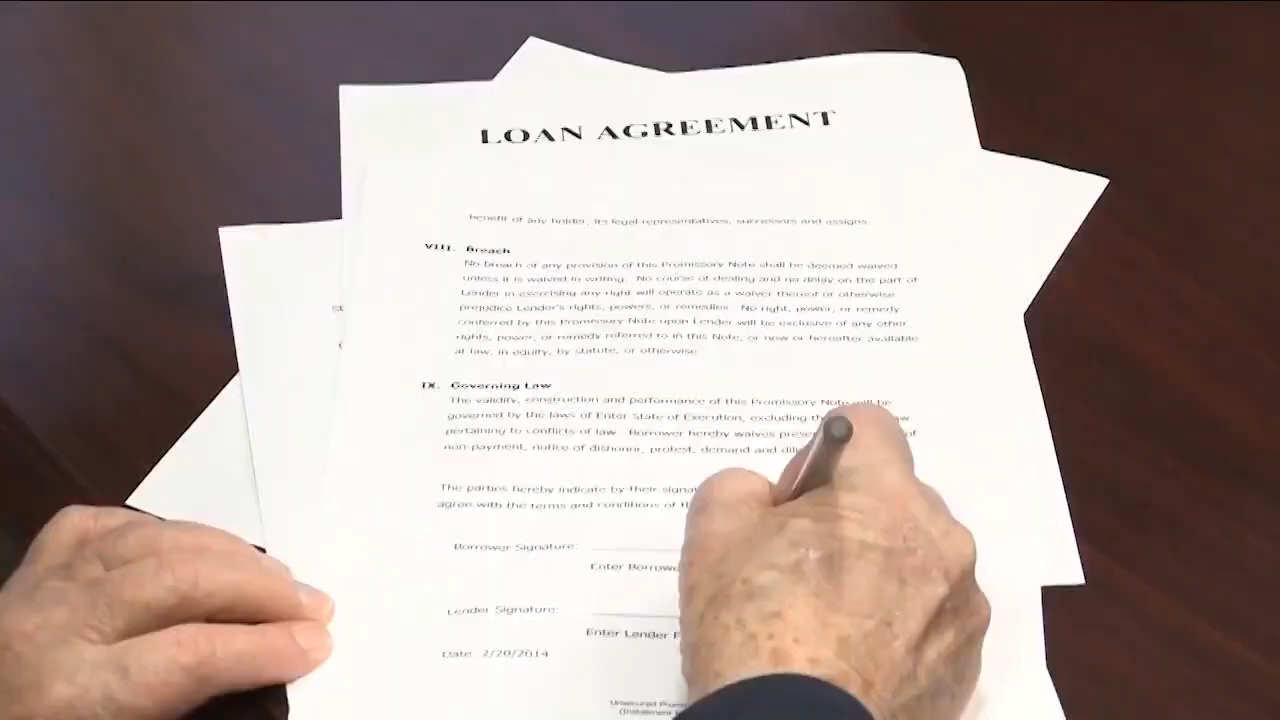 LOAN AGREEMENT
benefit of any holder, its legal representatives, successors and assigns.
VIII. Breach
No breach of any provision of this Promissory Note shall be deemed waived
unless it is waived in writing. No course of dealing and no delay on the part of
Lender in exercising any right will operate as a waiver thereof or otherwise
prejudice Lender's rights, powers, or remedies. No right, power, or remedy
conferred by this Promissory Note upon Lender will be exclusive of any other
rights, power, or remedy referred to in this Note, or now or hereafter available
at law, in equity, by statute, or otherwise.
IX. Governing Law
The validity, construction and performance of this Promissory Note will be
governed by the laws of Enter State of Execution, excluding
pertaining to conflicts of law. Borrower hereby waives of
non-payment, notice of dishonor, protest, demand and
The parties hereby indicate by their
agree with the terms and conditions of
Borrower Signature:
Enter
Lender Signature:
Enter Lender
Date: 2/20/2014
Unsecured